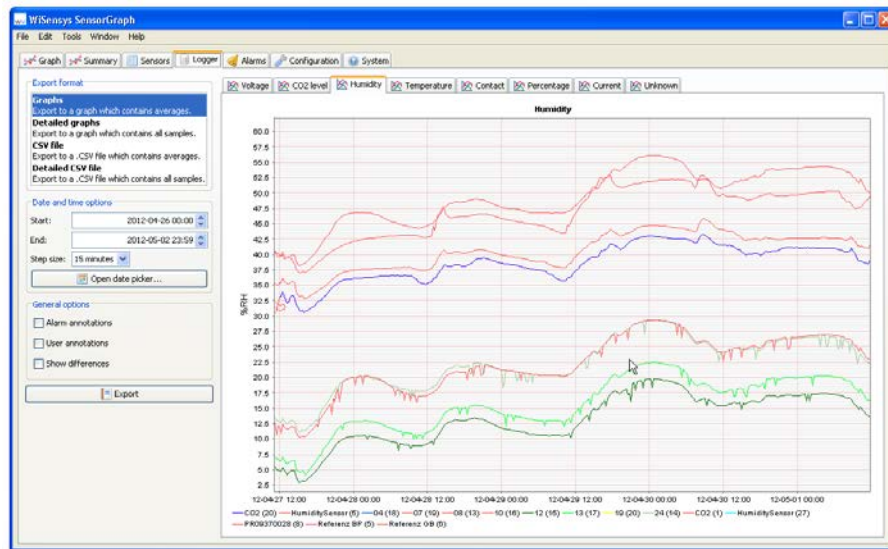 WiSensys SensorGraph
File Edit Tools Window Help
Graph Summary Sensors Logger Alarms Configuration System
Export format
Graphs
Export to a graph which contains averages.
Detailed graphs
Export to a graph which contains all samples.
CSV file
Export to a .CSV file which contains averages.
Detailed CSV file
Export to a .CSV file which contains all samples.
Date and time options
Start: 2012-04-26 00:00
End: 2012-05-02 23:59
Step size: 15 minutes
Open date picker...
General options
Alarm annotations
User annotations
Show differences
Export
Voltage CO2 level Humidity Temperature Contact Percentage Current Unknown
Humidity
60.0
57.5
55.0
52.5
50.0
47.5
45.0
42.5
40.0
37.5
35.0
32.5
%RH
30.0
27.5
25.0
22.5
20.0
17.5
15.0
12.5
10.0
7.5
5.0
2.5
12-04-27 12:00 12-04-28 00:00 12-04-28 12:00 12-04-29 00:00 12-04-29 12:00 12-04-30 00:00 12-04-30 12:00 12-05-01 00:00
CO2 (20) HumiditySensor (6) 04 (18) 07 (19) 08 (13) 10 (16) 12 (15) 13 (17) 19 (20) 24 (14) CO2 (1) HumiditySensor (27)
PR09370028 (8) Referenz BP (5) Referenz GB (6)